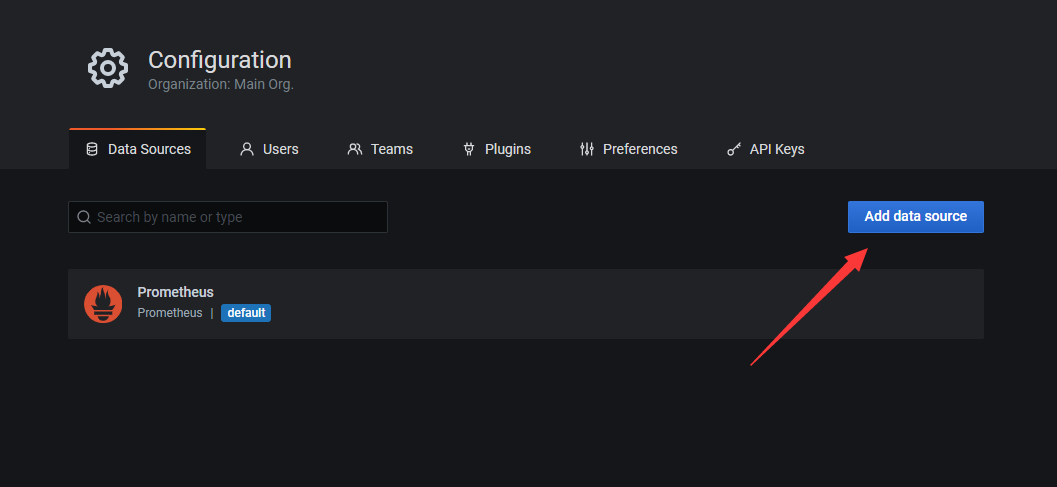 Configuration
Organization: Main Org.
Data Sources Users Teams Plugins Preferences API Keys
Search by name or type Add data source
Prometheus
Prometheus | default